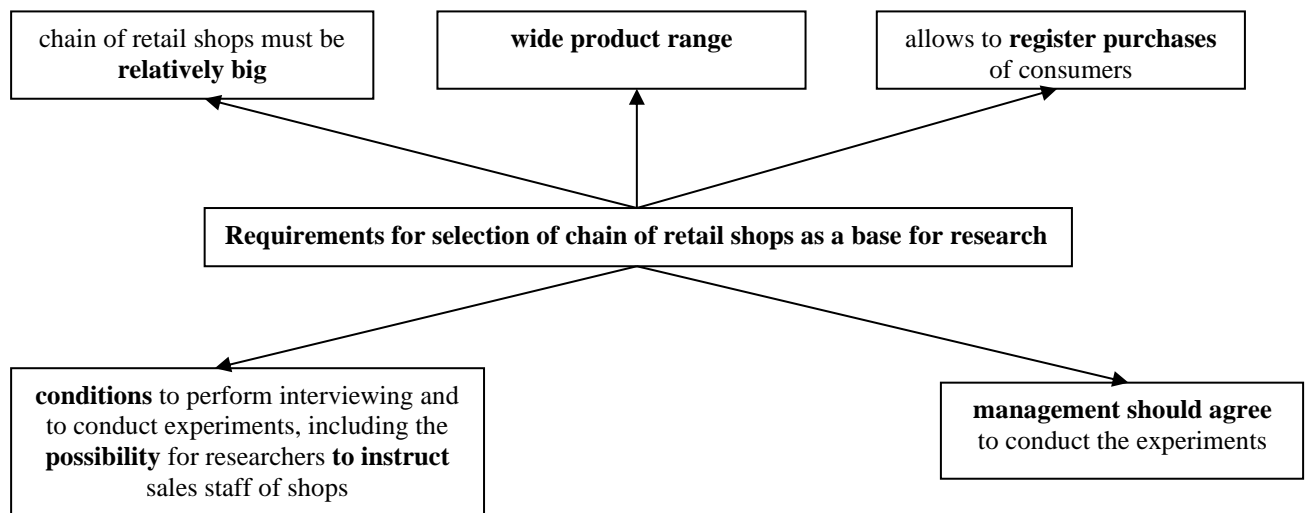 chain of retail shops must be
relatively big
wide product range
allows to register purchases
of consumers
Requirements for selection of chain of retail shops as a base for research
conditions to perform interviewing and
to conduct experiments, including the
possibility for researchers to instruct
sales staff of shops
management should agree
to conduct the experiments